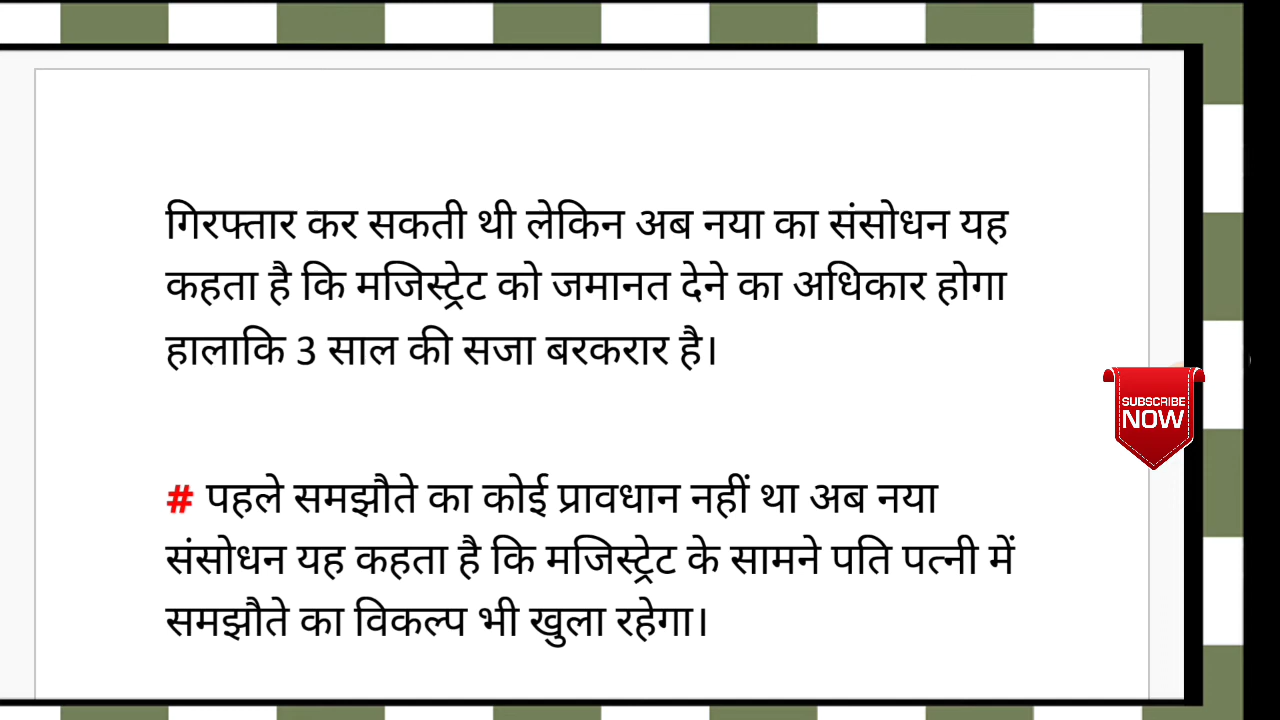 गिरफ्तार कर सकती थी लेकिन अब नया का संसोधन यह
कहता है कि मजिस्ट्रेट को जमानत देने का अधिकार होगा
हालाकि 3 साल की सजा बरकरार है।
SUBSCRIBE
NOW
# पहले समझौते का कोई प्रावधान नहीं था अब नया
संसोधन यह कहता है कि मजिस्ट्रेट के सामने पति पत्नी में
समझौते का विकल्प भी खुला रहेगा।